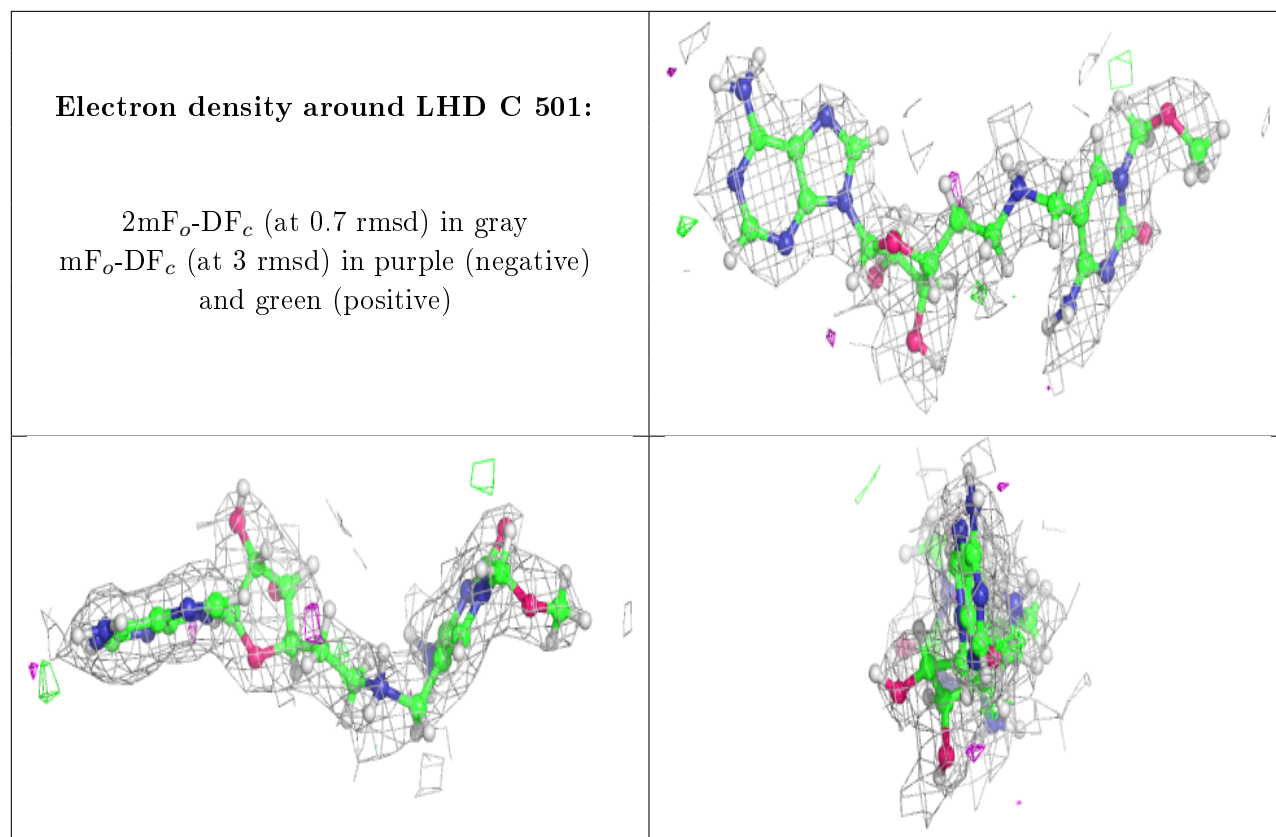 Electron density around LHD C 501:
2mFo-DFc (at 0.7 rmsd) in gray
mFo-DFc (at 3 rmsd) in purple (negative)
and green (positive)